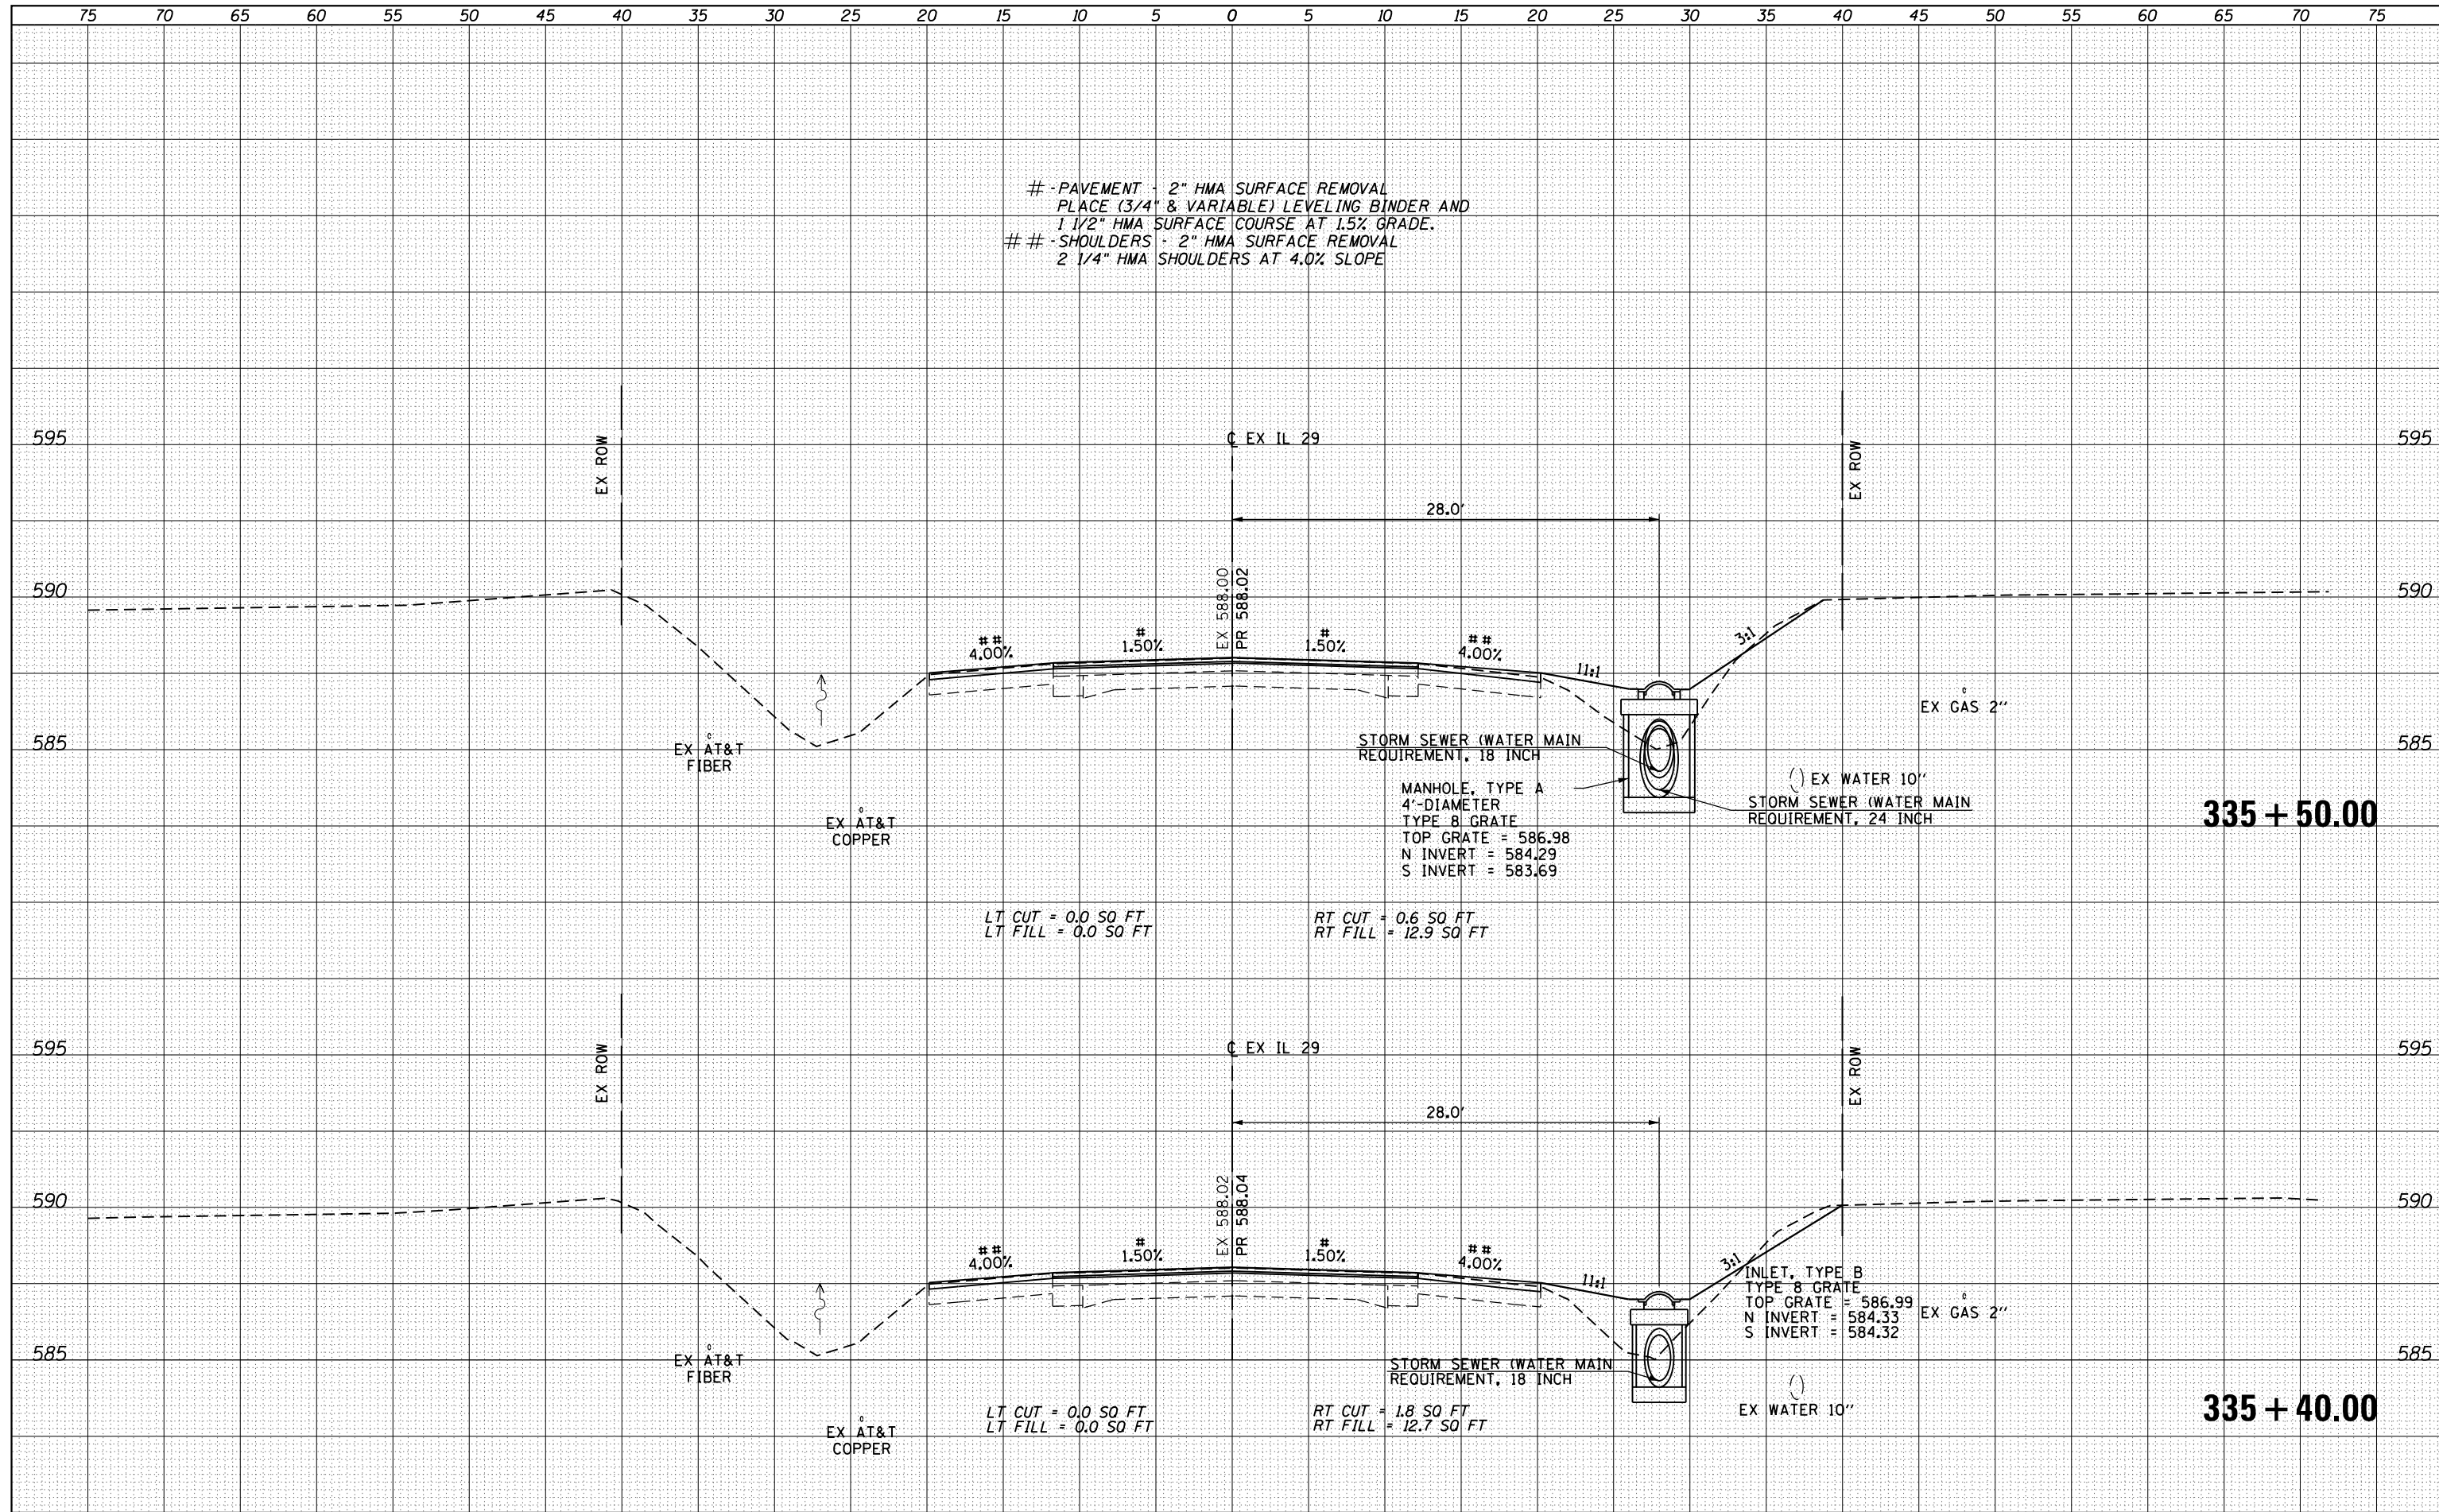 75 70 65 60 55 50 45 40 35 30 25 20 15 10 5 0 5 10 15 20 25 30 35 40 45 50 55 60 65 70 75
# - PAVEMENT - 2" HMA SURFACE REMOVAL
PLACE (3/4" & VARIABLE) LEVELING BINDER AND
1 1/2" HMA SURFACE COURSE AT 1.5% GRADE.
## - SHOULDERS - 2" HMA SURFACE REMOVAL
2 1/4" HMA SHOULDERS AT 4.0% SLOPE
595
EX ROW
℄ EX IL 29
EX ROW
595
28.0'
590
EX 588.00
PR 588.02
590
##
4.00%
#
1.50%
#
1.50%
##
4.00%
11:1
3:1
EX GAS 2''
585
EX AT&T
FIBER
STORM SEWER (WATER MAIN
REQUIREMENT, 18 INCH
585
EX AT&T
COPPER
MANHOLE, TYPE A
4'-DIAMETER
TYPE 8 GRATE
TOP GRATE = 586.98
N INVERT = 584.29
S INVERT = 583.69
EX WATER 10''
STORM SEWER (WATER MAIN
REQUIREMENT, 24 INCH
335+50.00
LT CUT = 0.0 SQ FT
LT FILL = 0.0 SQ FT
RT CUT = 0.6 SQ FT
RT FILL = 12.9 SQ FT
595
EX ROW
℄ EX IL 29
EX ROW
595
28.0'
590
EX 588.02
PR 588.04
590
##
4.00%
#
1.50%
#
1.50%
##
4.00%
11:1
3:1
INLET, TYPE B
TYPE 8 GRATE
TOP GRATE = 586.99
N INVERT = 584.33
S INVERT = 584.32
EX GAS 2''
585
EX AT&T
FIBER
STORM SEWER (WATER MAIN
REQUIREMENT, 18 INCH
585
EX AT&T
COPPER
LT CUT = 0.0 SQ FT
LT FILL = 0.0 SQ FT
RT CUT = 1.8 SQ FT
RT FILL = 12.7 SQ FT
EX WATER 10''
335+40.00